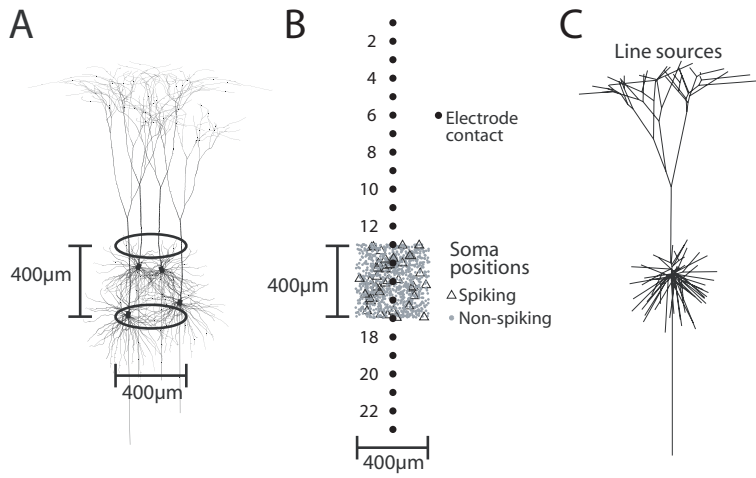 A
400μm
400μm
B
2
4
6
8
10
12
18
20
22
Electrode
contact
400μm
Soma
positions
Spiking
Non-spiking
400μm
C
Line sources